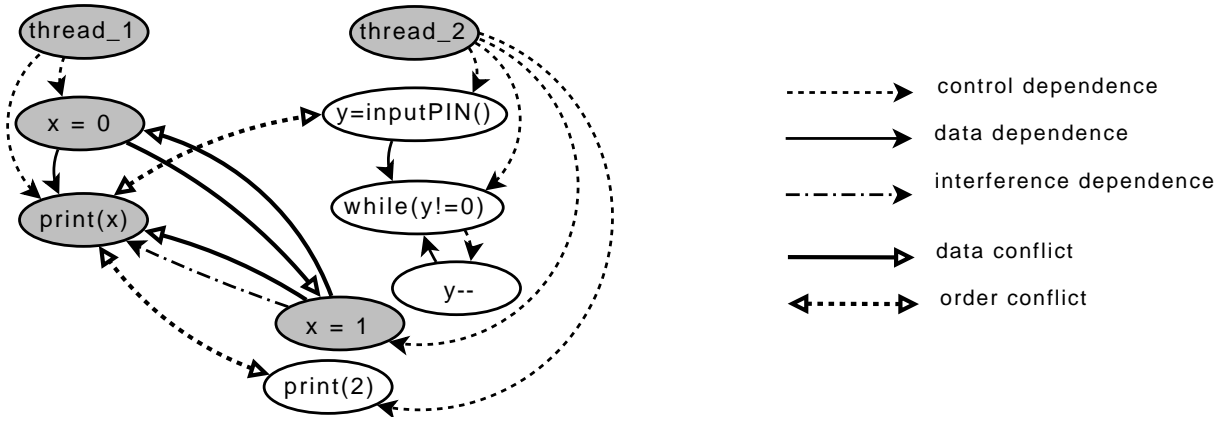 thread_1
thread_2
x = 0
y=inputPIN()
print(x)
while(y!=0)
y--
x = 1
print(2)
control dependence
data dependence
interference dependence
data conflict
order conflict